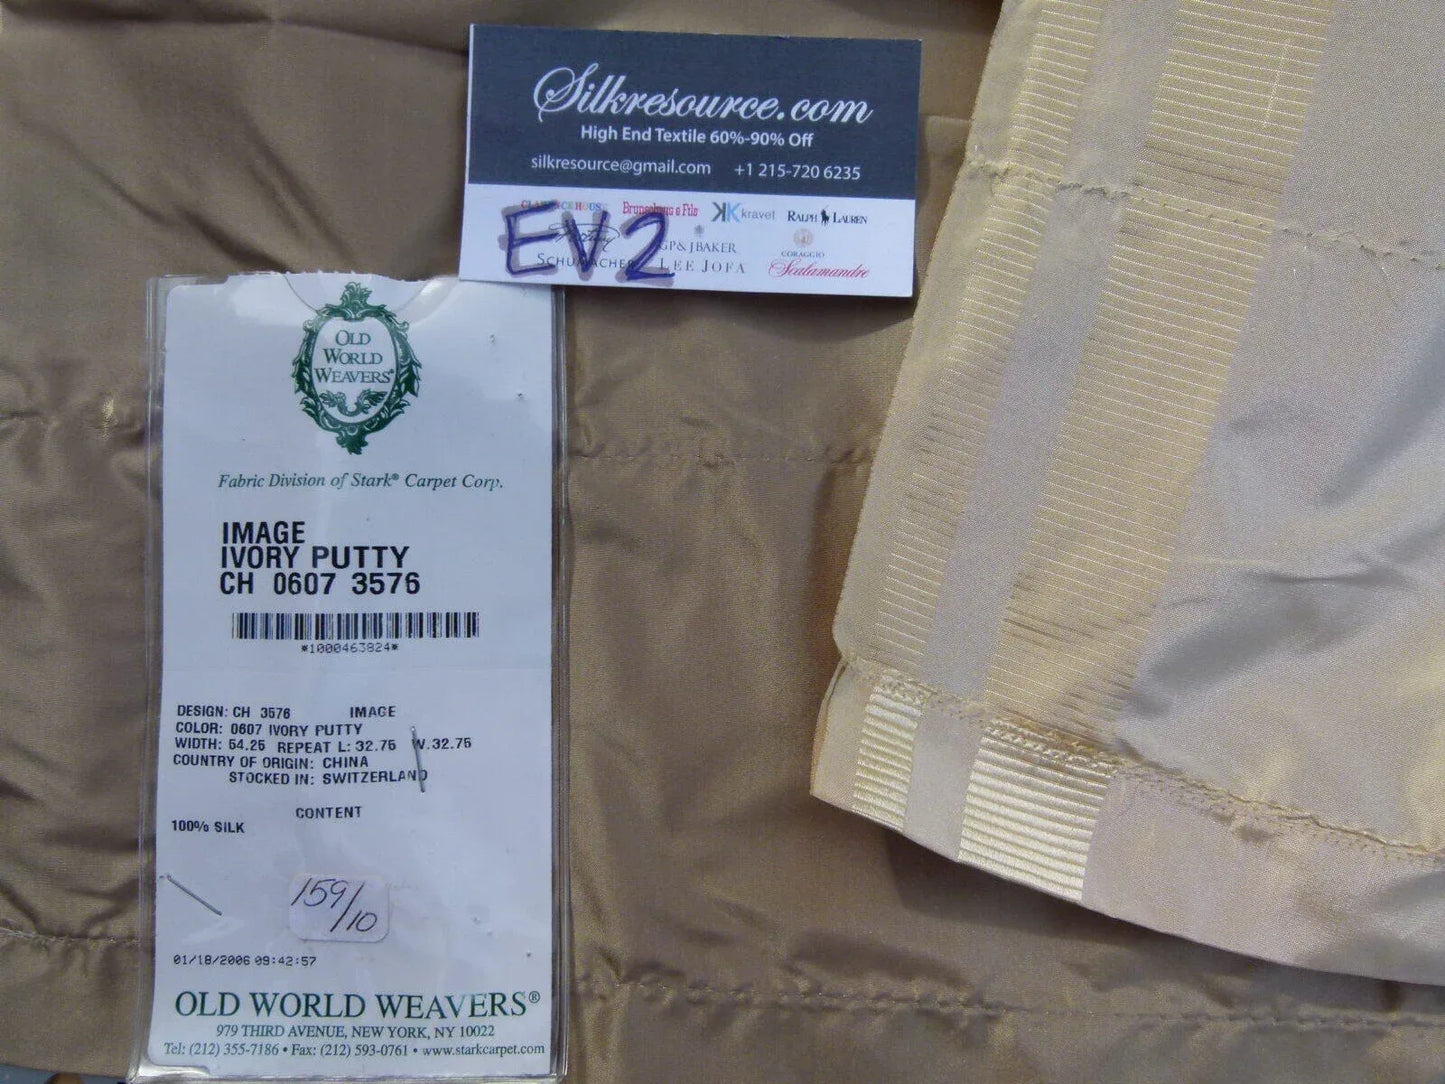 Silkresource.com
High End Textile 60%-90% Off
silkresource@gmail.com +1 215-720 6235
Brunschwig & Fils kravet RALPH LAUREN
EV2
SCHUMACHER GP&JBAKER LEE JOFA CORAGGIO Scalamandre
OLD
WORLD
WEAVERS®
Fabric Division of Stark® Carpet Corp.
IMAGE
IVORY PUTTY
CH 0607 3576
*1000463824*
DESIGN: CH 3576 IMAGE
COLOR: 0607 IVORY PUTTY
WIDTH: 54.25 REPEAT L: 32.75 W.32.75
COUNTRY OF ORIGIN: CHINA
STOCKED IN: SWITZERLAND
CONTENT
100% SILK
159/10
01/18/2006 09:42:57
OLD WORLD WEAVERS®
979 THIRD AVENUE, NEW YORK, NY 10022
Tel: (212) 355-7186 • Fax: (212) 593-0761 • www.starkcarpet.com